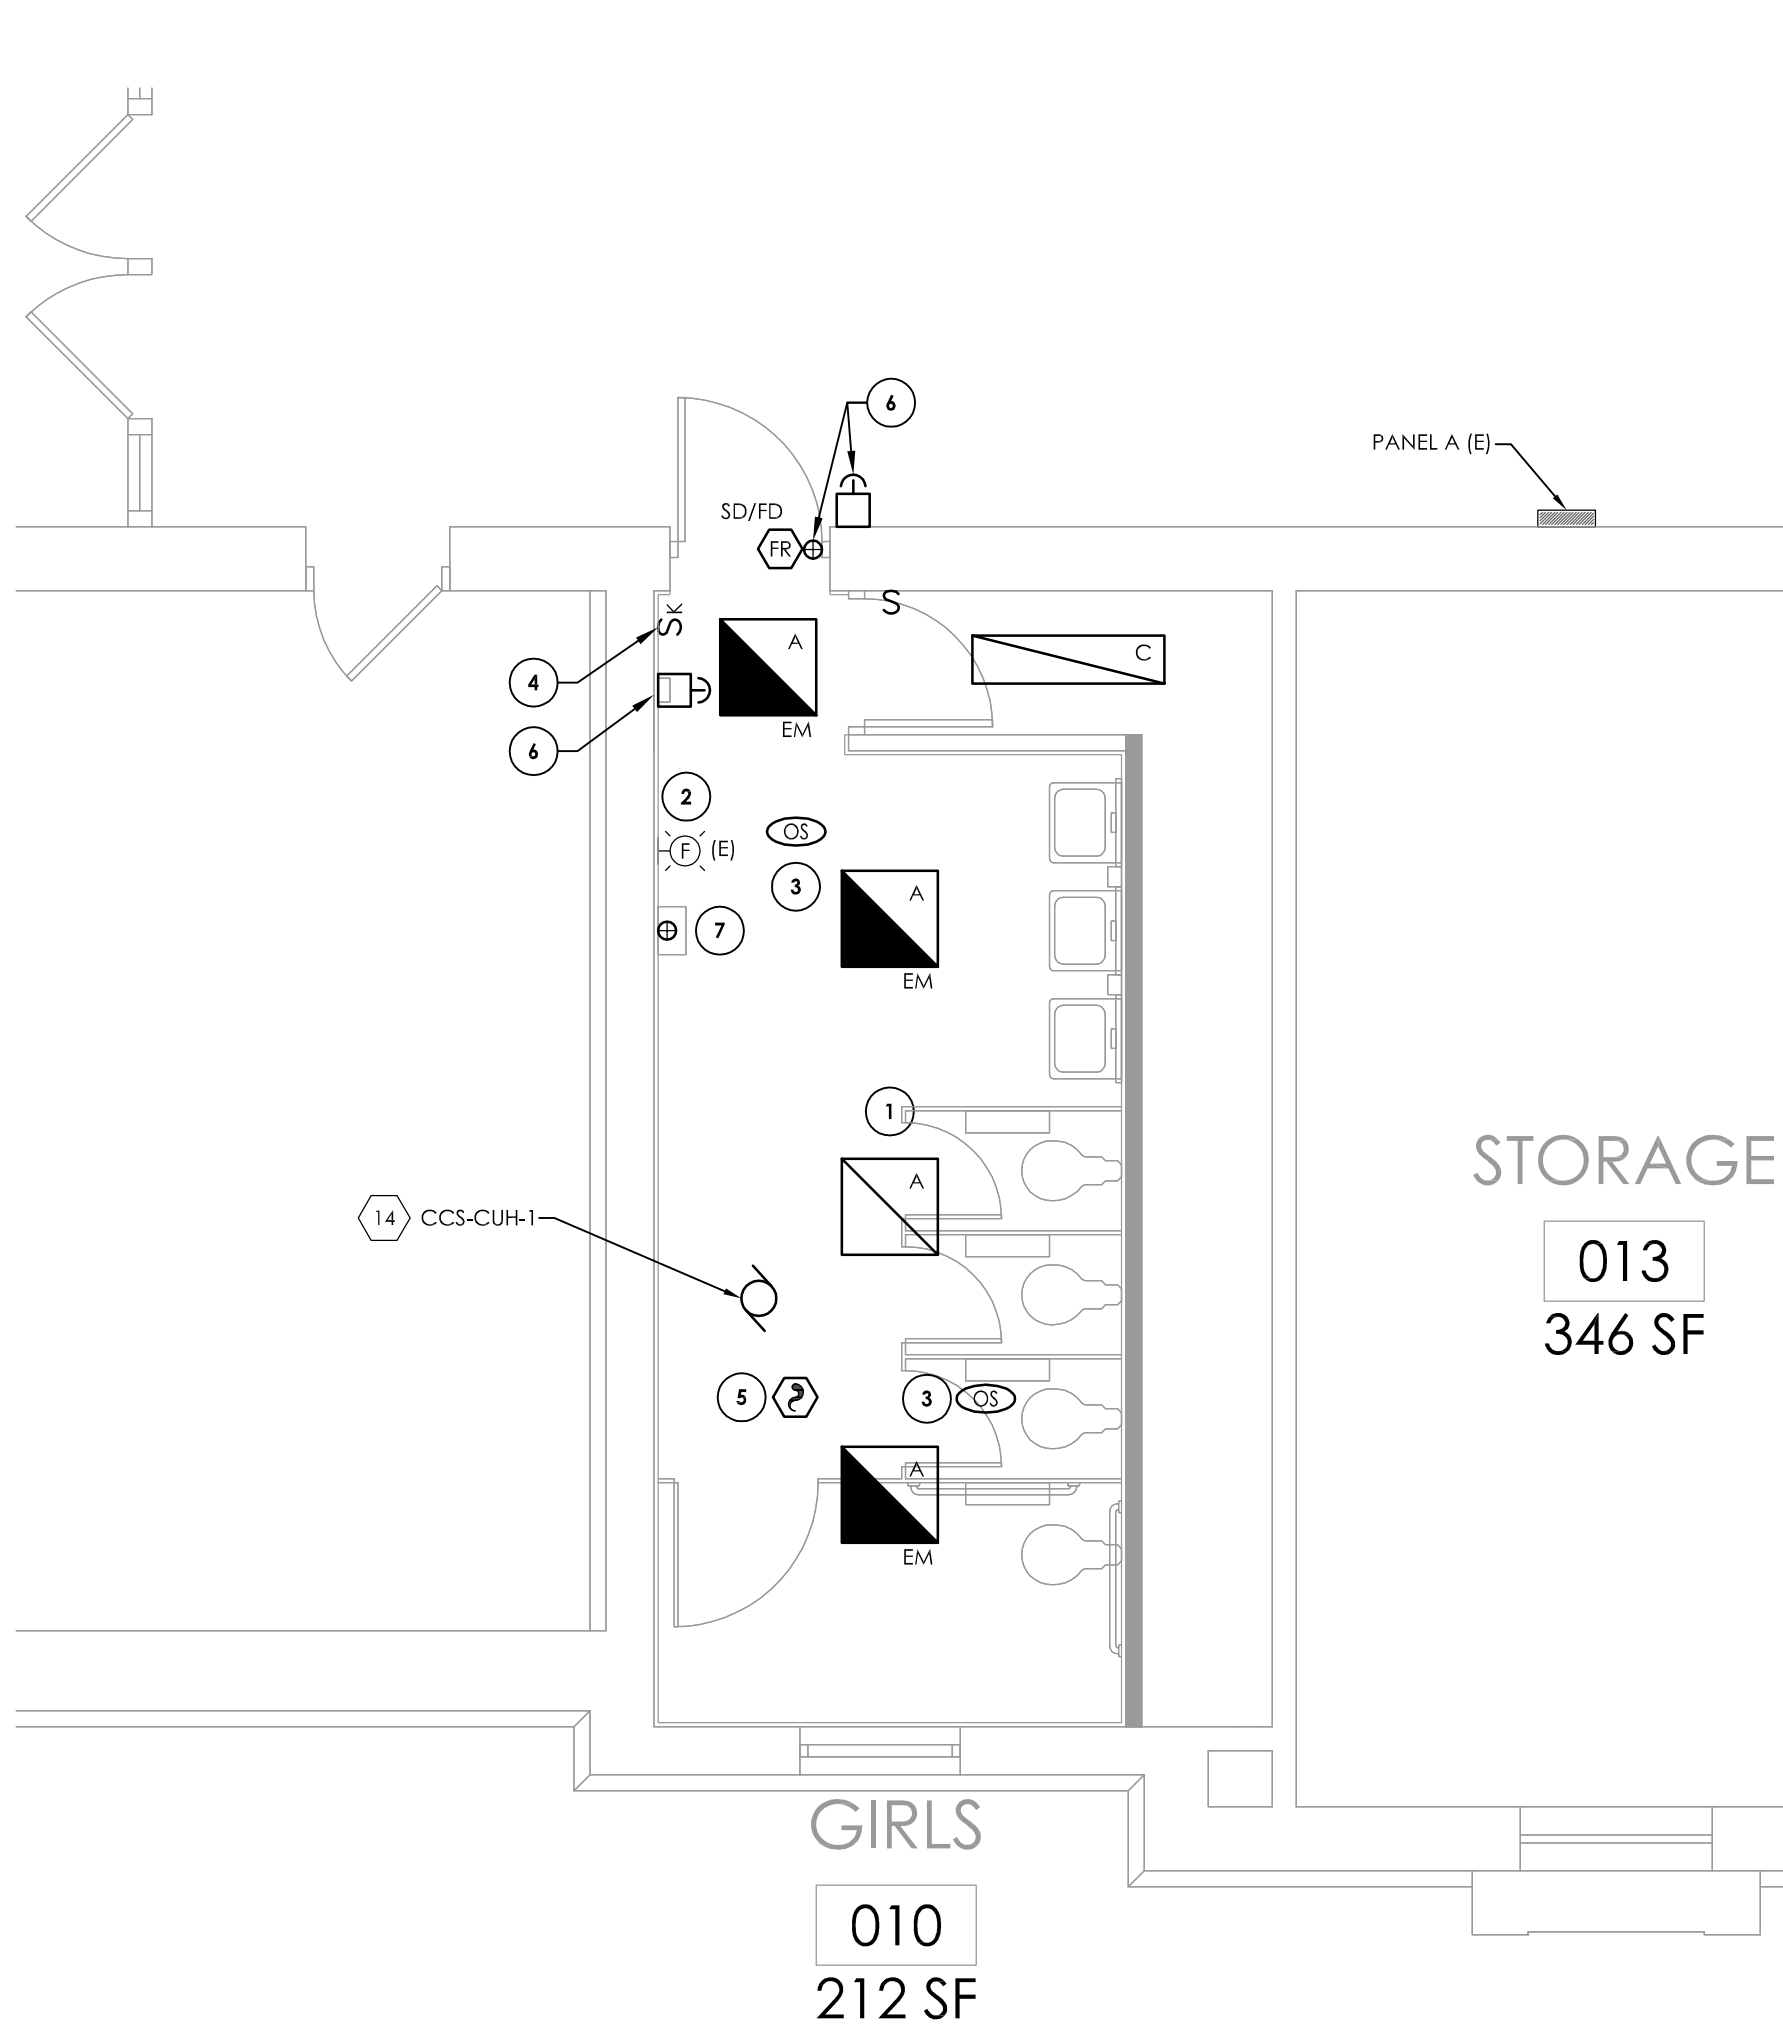 6
PANEL A (E)
SD/FD
FR
SK
S
A
C
4
EM
6
2
OS
F (E)
3
A
7
EM
1
A
STORAGE
14 CCS-CUH-1
013
346 SF
5
3 OS
A
EM
GIRLS
010
212 SF